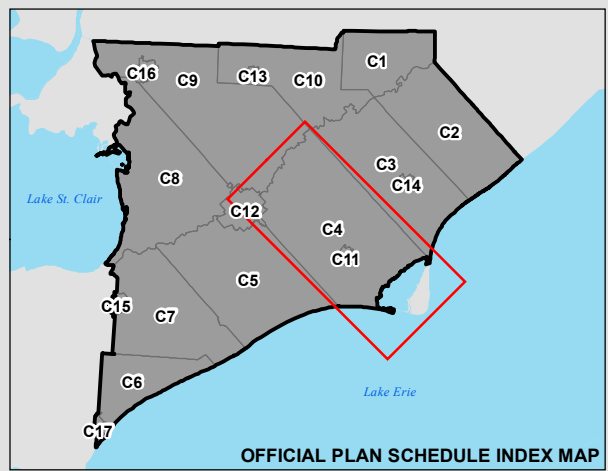 C1
C16
C9
C13
C10
C2
C3
C14
C8
Lake St. Clair
C12
C4
C11
C5
C15
C7
C6
Lake Erie
C17
OFFICIAL PLAN SCHEDULE INDEX MAP